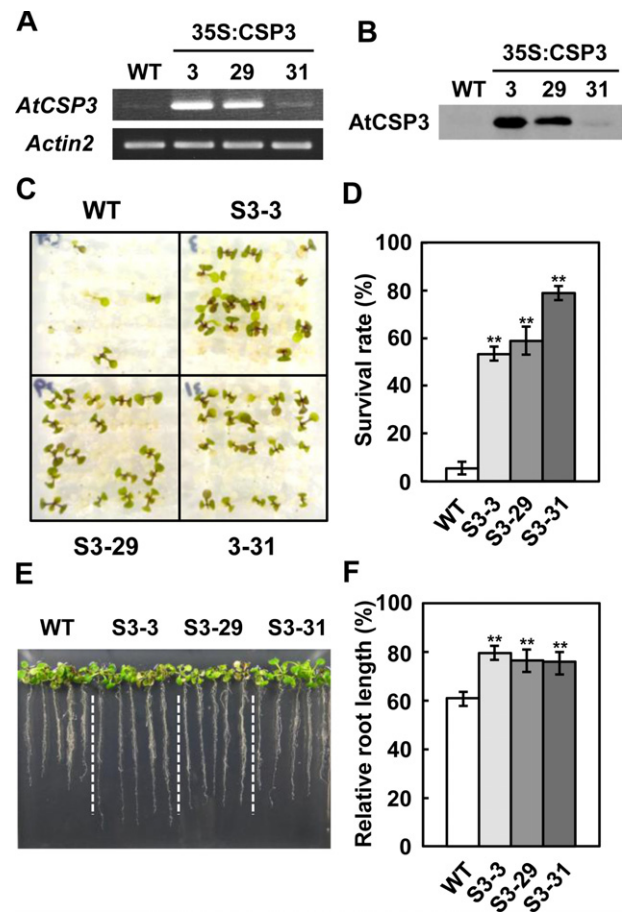 A
35S:CSP3
WT 3 29 31
AtCSP3
Actin2
B
35S:CSP3
WT 3 29 31
AtCSP3
C
WT S3-3
S3-29 3-31
D
Survival rate (%)
100
80
60
40
20
0
** ** **
WT S3-3 S3-29 S3-31
E
WT S3-3 S3-29 S3-31
F
Relative root length (%)
100
80
60
40
20
0
** ** **
WT S3-3 S3-29 S3-31